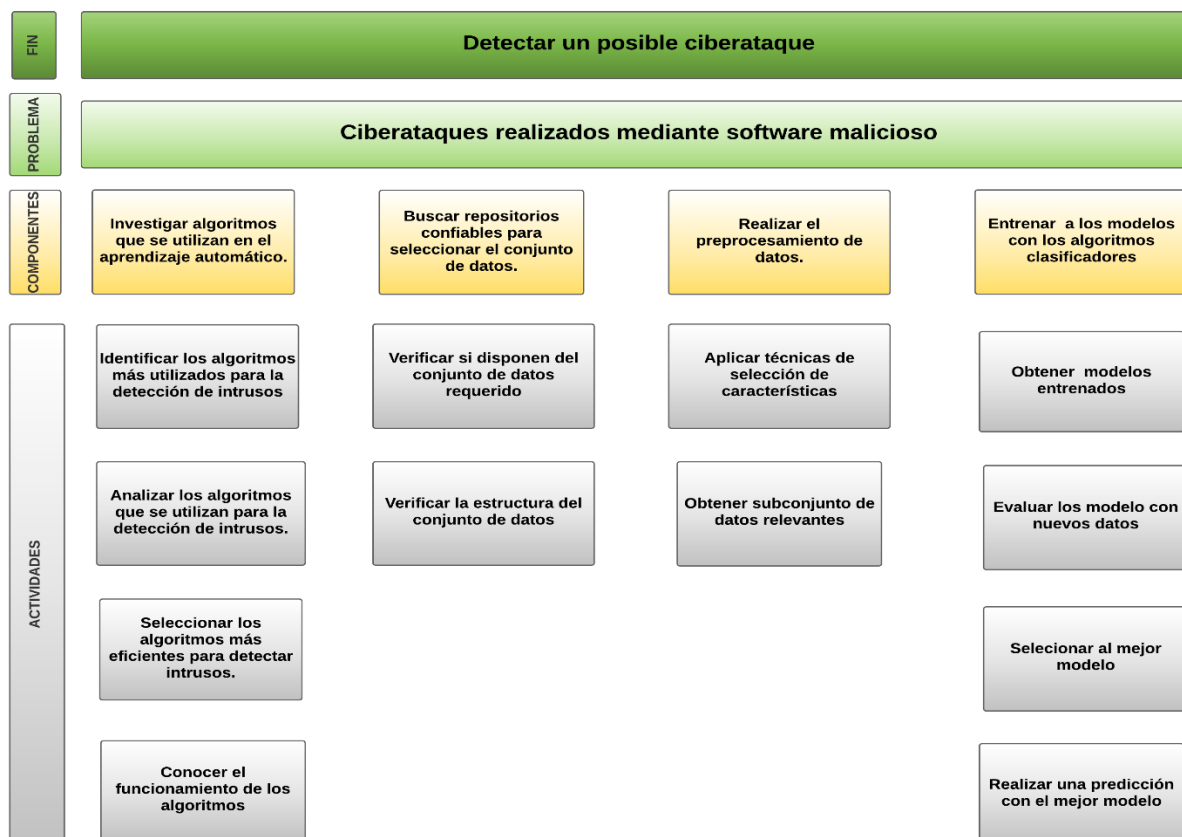 FIN
Detectar un posible ciberataque
PROBLEMA
Ciberataques realizados mediante software malicioso
COMPONENTES
Investigar algoritmos
que se utilizan en el
aprendizaje automático.
Buscar repositorios
confiables para
seleccionar el conjunto
de datos.
Realizar el
preprocesamiento de
datos.
Entrenar a los modelos
con los algoritmos
clasificadores
ACTIVIDADES
Identificar los algoritmos
más utilizados para la
detección de intrusos
Verificar si disponen del
conjunto de datos
requerido
Aplicar técnicas de
selección de
características
Obtener modelos
entrenados
Analizar los algoritmos
que se utilizan para la
detección de intrusos.
Verificar la estructura del
conjunto de datos
Obtener subconjunto de
datos relevantes
Evaluar los modelo con
nuevos datos
Seleccionar los
algoritmos más
eficientes para detectar
intrusos.
Selecionar al mejor
modelo
Conocer el
funcionamiento de los
algoritmos
Realizar una predicción
con el mejor modelo